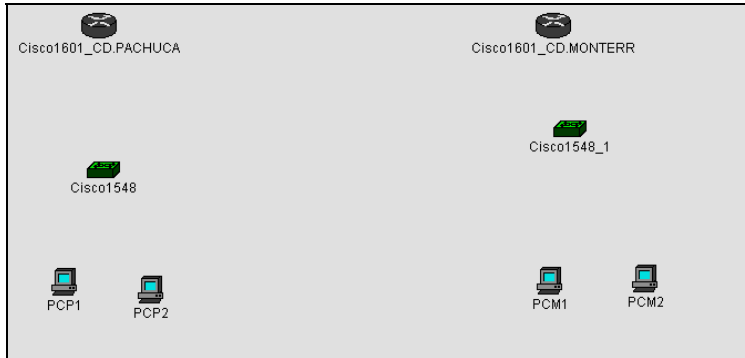 Cisco1601_CD.PACHUCA
Cisco1601_CD.MONTERR
Cisco1548_1
Cisco1548
PCP1
PCP2
PCM1
PCM2